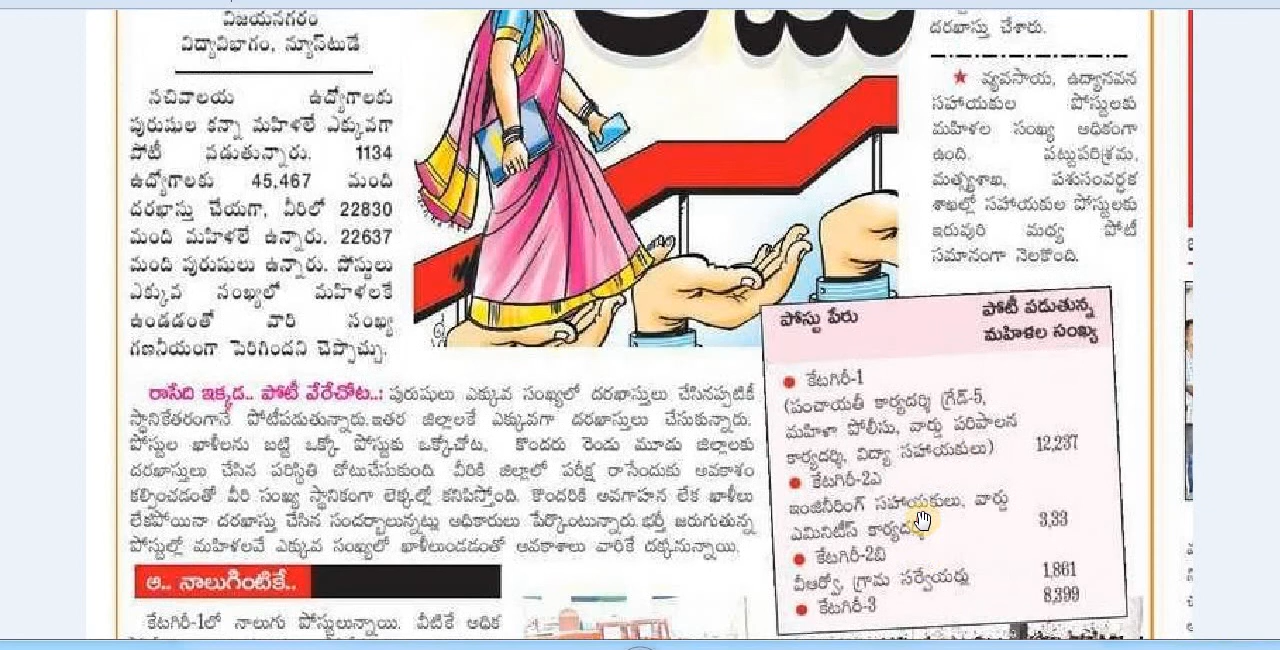 విజయనగరం
విద్యావిభాగం, న్యూస్‌టుడే
సచివాలయ ఉద్యోగాలకు
పురుషుల కన్నా మహిళలే ఎక్కువగా
పోటీ పడుతున్నారు. 1134
ఉద్యోగాలకు 45,467 మంది
దరఖాస్తు చేయగా, వీరిలో 22830
మంది మహిళలే ఉన్నారు. 22637
మంది పురుషులు ఉన్నారు. పోస్టులు
ఎక్కువ సంఖ్యలో మహిళలకే
ఉండడంతో వారి సంఖ్య
గణనీయంగా పెరిగిందని చెప్పొచ్చు.
రాసేది ఇక్కడ.. పోటీ వేరేచోట..: పురుషులు ఎక్కువ సంఖ్యలో దరఖాస్తులు చేసినప్పటికీ
స్థానికేతరంగానే పోటీపడుతున్నారు. ఇతర జిల్లాలకే ఎక్కువగా దరఖాస్తులు చేసుకున్నారు.
పోస్టుల ఖాళీలను బట్టి ఒక్కో పోస్టుకు ఒక్కోచోట, కొందరు రెండు మూడు జిల్లాలకు
దరఖాస్తులు చేసిన పరిస్థితి చోటుచేసుకుంది. వీరికి జిల్లాలో పరీక్ష రాసేందుకు అవకాశం
కల్పించడంతో వీరి సంఖ్య స్థానికంగా లెక్కల్లో కనిపిస్తోంది. కొందరికి అవగాహన లేక ఖాళీలు
లేకపోయినా దరఖాస్తు చేసిన సందర్భాలున్నట్లు అధికారులు పేర్కొంటున్నారు. భర్తీ జరుగుతున్న
పోస్టుల్లో మహిళలవే ఎక్కువ సంఖ్యలో ఖాళీలుండడంతో అవకాశాలు వారికే దక్కనున్నాయి.
ఆ.. నాలుగింటికే..
కేటగిరీ-1లో నాలుగు పోస్టులున్నాయి. వీటికే అధిక
దరఖాస్తు చేశారు.
★ వ్యవసాయ, ఉద్యానవన
సహాయకుల పోస్టులకు
మహిళల సంఖ్య అధికంగా
ఉంది. పట్టుపరిశ్రమ,
మత్స్యశాఖ, పశుసంవర్ధక
శాఖల్లో సహాయకుల పోస్టులకు
ఇరువురి మధ్య పోటీ
సమానంగా నెలకొంది.
పోస్టు పేరు పోటీ పడుతున్న
మహిళల సంఖ్య
● కేటగిరీ-1
(పంచాయతీ కార్యదర్శి గ్రేడ్-5,
మహిళా పోలీసు, వార్డు పరిపాలన
కార్యదర్శి, విద్యా సహాయకులు) 12,237
● కేటగిరీ-2ఎ
ఇంజినీరింగ్ సహాయకులు, వార్డు
ఎమినిటీస్ కార్యదర్శి 3,33
● కేటగిరీ-2బి
వీఆర్వో, గ్రామ సర్వేయర్లు 1,861
● కేటగిరీ-3 8,399